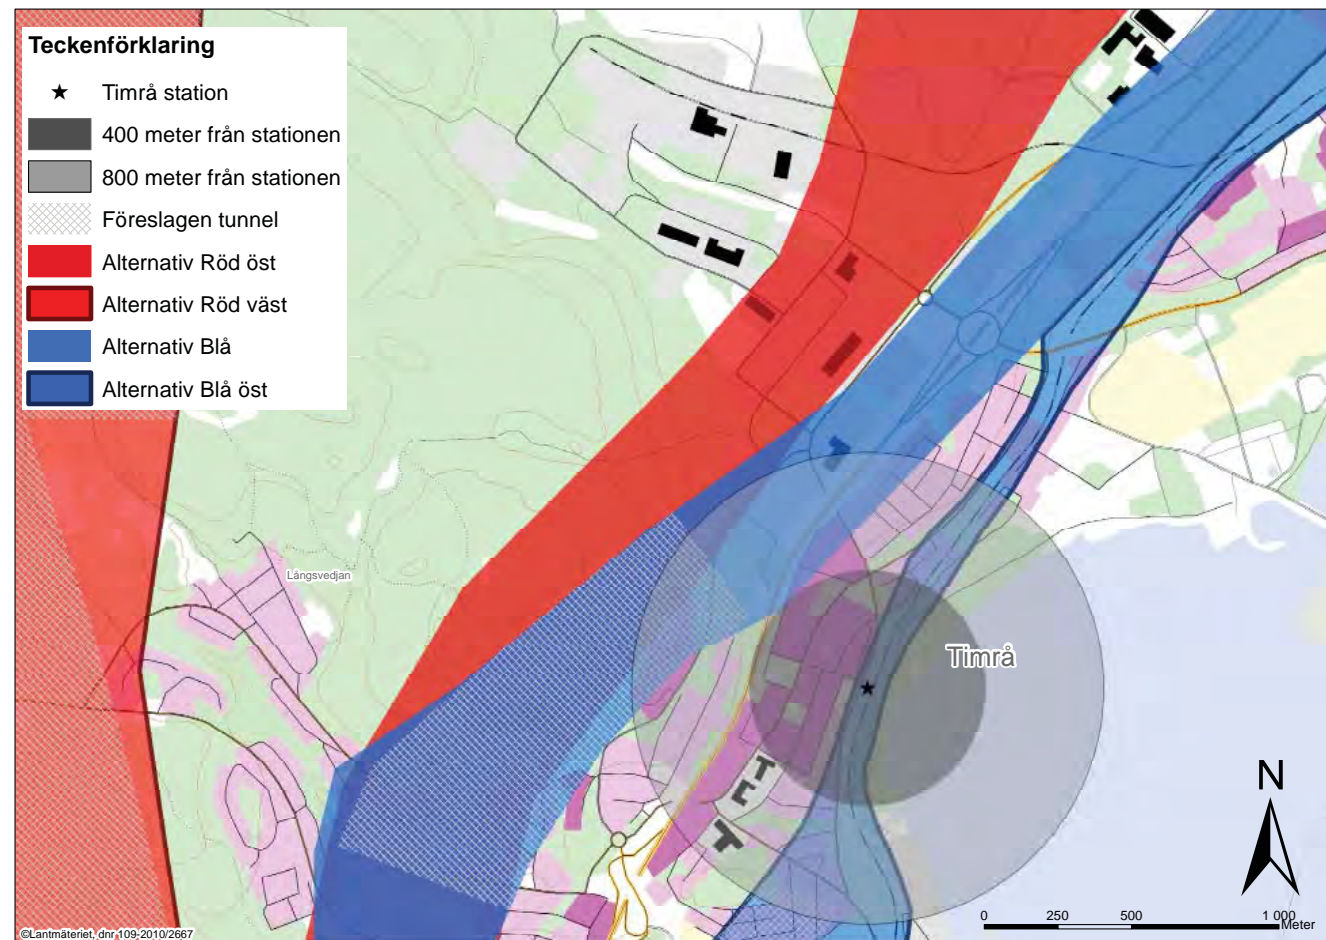 Teckenförklaring
Timrå station
400 meter från stationen
800 meter från stationen
Föreslagen tunnel
Alternativ Röd öst
Alternativ Röd väst
Alternativ Blå
Alternativ Blå öst
Långsvedjan
Timrå
N
0 250 500 1 000
Meter
©Lantmäteriet, dnr 109-2010/2667